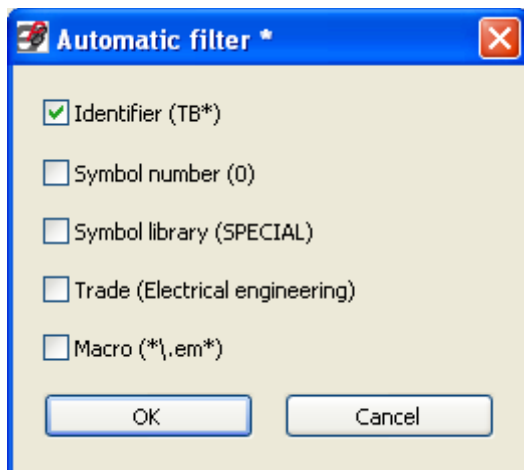 Automatic filter *
Identifier (TB*)
Symbol number (0)
Symbol library (SPECIAL)
Trade (Electrical engineering)
Macro (*\.em*)
OK Cancel